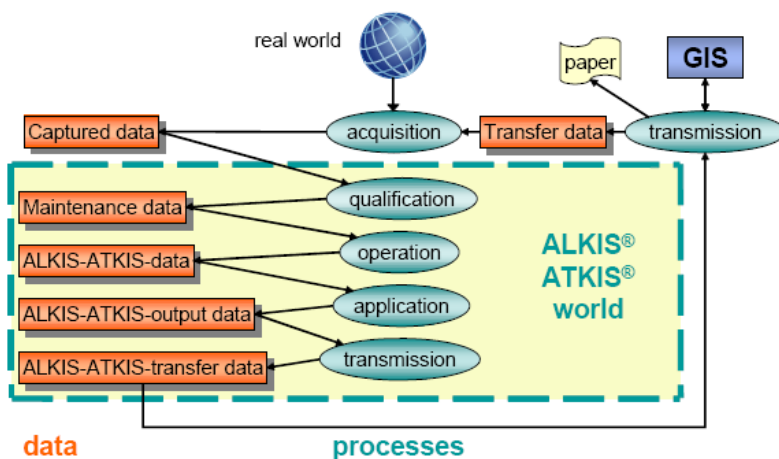 real world
paper
GIS
Captured data
acquisition
Transfer data
transmission
qualification
Maintenance data
operation
ALKIS®
ATKIS®
world
ALKIS-ATKIS-data
application
ALKIS-ATKIS-output data
transmission
ALKIS-ATKIS-transfer data
data
processes